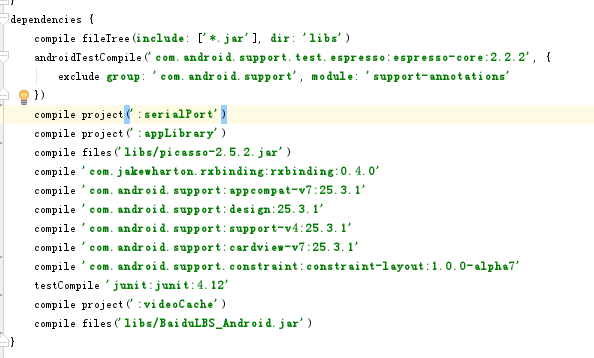 dependencies {
    compile fileTree(include: ['*.jar'], dir: 'libs')
    androidTestCompile('com.android.support.test.espresso:espresso-core:2.2.2', {
        exclude group: 'com.android.support', module: 'support-annotations'
    })
    compile project(':serialPort')
    compile project(':appLibrary')
    compile files('libs/picasso-2.5.2.jar')
    compile 'com.jakewharton.rxbinding:rxbinding:0.4.0'
    compile 'com.android.support:appcompat-v7:25.3.1'
    compile 'com.android.support:design:25.3.1'
    compile 'com.android.support:support-v4:25.3.1'
    compile 'com.android.support:cardview-v7:25.3.1'
    compile 'com.android.support.constraint:constraint-layout:1.0.0-alpha7'
    testCompile 'junit:junit:4.12'
    compile project(':videoCache')
    compile files('libs/BaiduLBS_Android.jar')
}